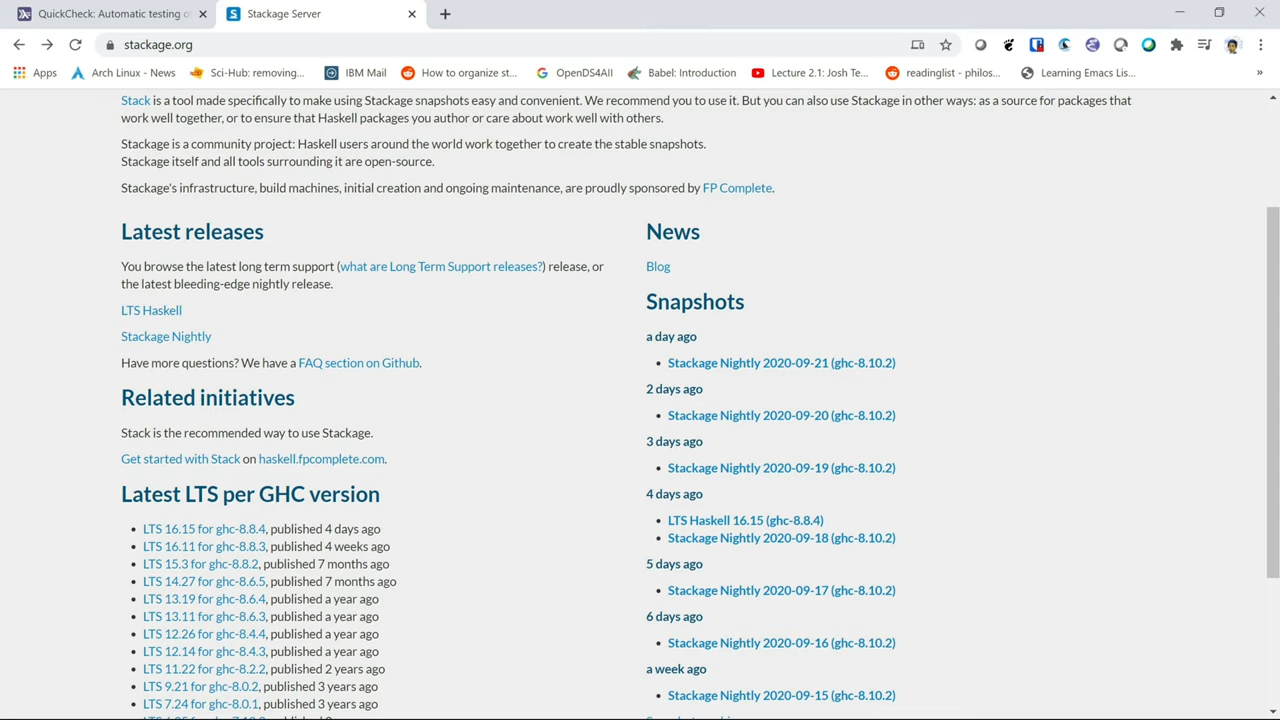 QuickCheck: Automatic testing o
Stackage Server
stackage.org
Apps
Arch Linux - News
Sci-Hub: removing...
IBM Mail
How to organize st...
OpenDS4All
Babel: Introduction
Lecture 2.1: Josh Te...
readinglist - philos...
Learning Emacs Lis...
»
Stack is a tool made specifically to make using Stackage snapshots easy and convenient. We recommend you to use it. But you can also use Stackage in other ways: as a source for packages that
work well together, or to ensure that Haskell packages you author or care about work well with others.
Stackage is a community project: Haskell users around the world work together to create the stable snapshots.
Stackage itself and all tools surrounding it are open-source.
Stackage's infrastructure, build machines, initial creation and ongoing maintenance, are proudly sponsored by FP Complete.
Latest releases
You browse the latest long term support (what are Long Term Support releases?) release, or
the latest bleeding-edge nightly release.
LTS Haskell
Stackage Nightly
Have more questions? We have a FAQ section on Github.
Related initiatives
Stack is the recommended way to use Stackage.
Get started with Stack on haskell.fpcomplete.com.
Latest LTS per GHC version
• LTS 16.15 for ghc-8.8.4, published 4 days ago
• LTS 16.11 for ghc-8.8.3, published 4 weeks ago
• LTS 15.3 for ghc-8.8.2, published 7 months ago
• LTS 14.27 for ghc-8.6.5, published 7 months ago
• LTS 13.19 for ghc-8.6.4, published a year ago
• LTS 13.11 for ghc-8.6.3, published a year ago
• LTS 12.26 for ghc-8.4.4, published a year ago
• LTS 12.14 for ghc-8.4.3, published a year ago
• LTS 11.22 for ghc-8.2.2, published 2 years ago
• LTS 9.21 for ghc-8.0.2, published 3 years ago
• LTS 7.24 for ghc-8.0.1, published 3 years ago
News
Blog
Snapshots
a day ago
• Stackage Nightly 2020-09-21 (ghc-8.10.2)
2 days ago
• Stackage Nightly 2020-09-20 (ghc-8.10.2)
3 days ago
• Stackage Nightly 2020-09-19 (ghc-8.10.2)
4 days ago
• LTS Haskell 16.15 (ghc-8.8.4)
• Stackage Nightly 2020-09-18 (ghc-8.10.2)
5 days ago
• Stackage Nightly 2020-09-17 (ghc-8.10.2)
6 days ago
• Stackage Nightly 2020-09-16 (ghc-8.10.2)
a week ago
• Stackage Nightly 2020-09-15 (ghc-8.10.2)